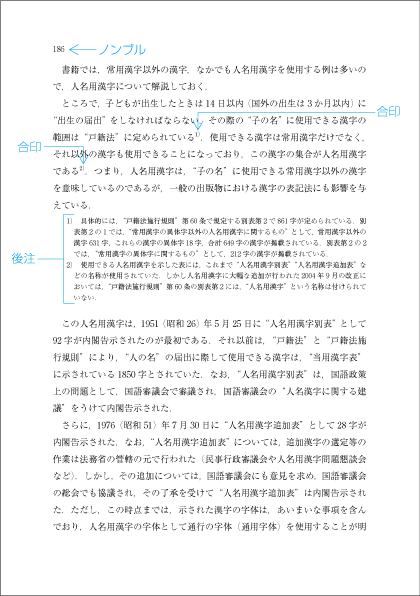 186 ノンブル
書籍では，常用漢字以外の漢字，なかでも人名用漢字を使用する例は多いの
で，人名用漢字について解説しておく．
ところで，子どもが出生したときは 14 日以内（国外の出生は 3 か月以内）に
合印
“出生の届出” をしなければならない．その際の “子の名” に使用できる漢字の
範囲は “戸籍法” に定められている1)．使用できる漢字は常用漢字だけでなく，
合印
それ以外の漢字も使用できることになっており，この漢字の集合が人名用漢字
である2)．つまり，人名用漢字は，“子の名” に使用できる常用漢字以外の漢字
を意味しているのであるが，一般の出版物における漢字の表記法にも影響を与
えている．
1) 具体的には，“戸籍法施行規則” 第 60 条で規定する別表第 2 で 861 字が定められている．別
表第 2 の 1 では，“常用漢字の異体字以外の人名用漢字に関するもの” として，常用漢字以外の
漢字 631 字，これらの漢字の異体字 18 字，合計 649 字の漢字が掲載されている．別表第 2 の 2
では，“常用漢字の異体字に関するもの” として，212 字の漢字が掲載されている．
後注
2) 使用できる人名用漢字を示した表には，これまで “人名用漢字別表” “人名用漢字追加表” な
どの名称が使用されていた．しかし人名用漢字に大幅な追加が行われた 2004 年 9 月の改正に
おいては，“戸籍法施行規則” 第 60 条の別表第 2 には，“人名用漢字” という名称は付けられて
いない．
この人名用漢字は，1951（昭和 26）年 5 月 25 日に “人名用漢字別表” として
92 字が内閣告示されたのが最初である．それ以前は，“戸籍法” と “戸籍法施
行規則” により，“人の名” の届出に際して使用できる漢字は，“当用漢字表”
に示されている 1850 字とされていた．なお，“人名用漢字別表” は，国語政策
上の問題として，国語審議会で審議され，国語審議会の “人名漢字に関する建
議” をうけて内閣告示された．
さらに，1976（昭和 51）年 7 月 30 日に “人名用漢字追加表” として 28 字が
内閣告示された．なお，“人名用漢字追加表” については，追加漢字の選定等の
作業は法務省の管轄の元で行われた（民事行政審議会や人名用漢字問題懇談会
など）．しかし，その追加については，国語審議会にも意見を求め，国語審議会
の総会でも協議され，その了承を受けて “人名用漢字追加表” は内閣告示され
た．ただし，この時点までは，示された漢字の字体は，あいまいな事項を含ん
でおり，人名用漢字の字体として通行の字体（通用字体）を使用することが明